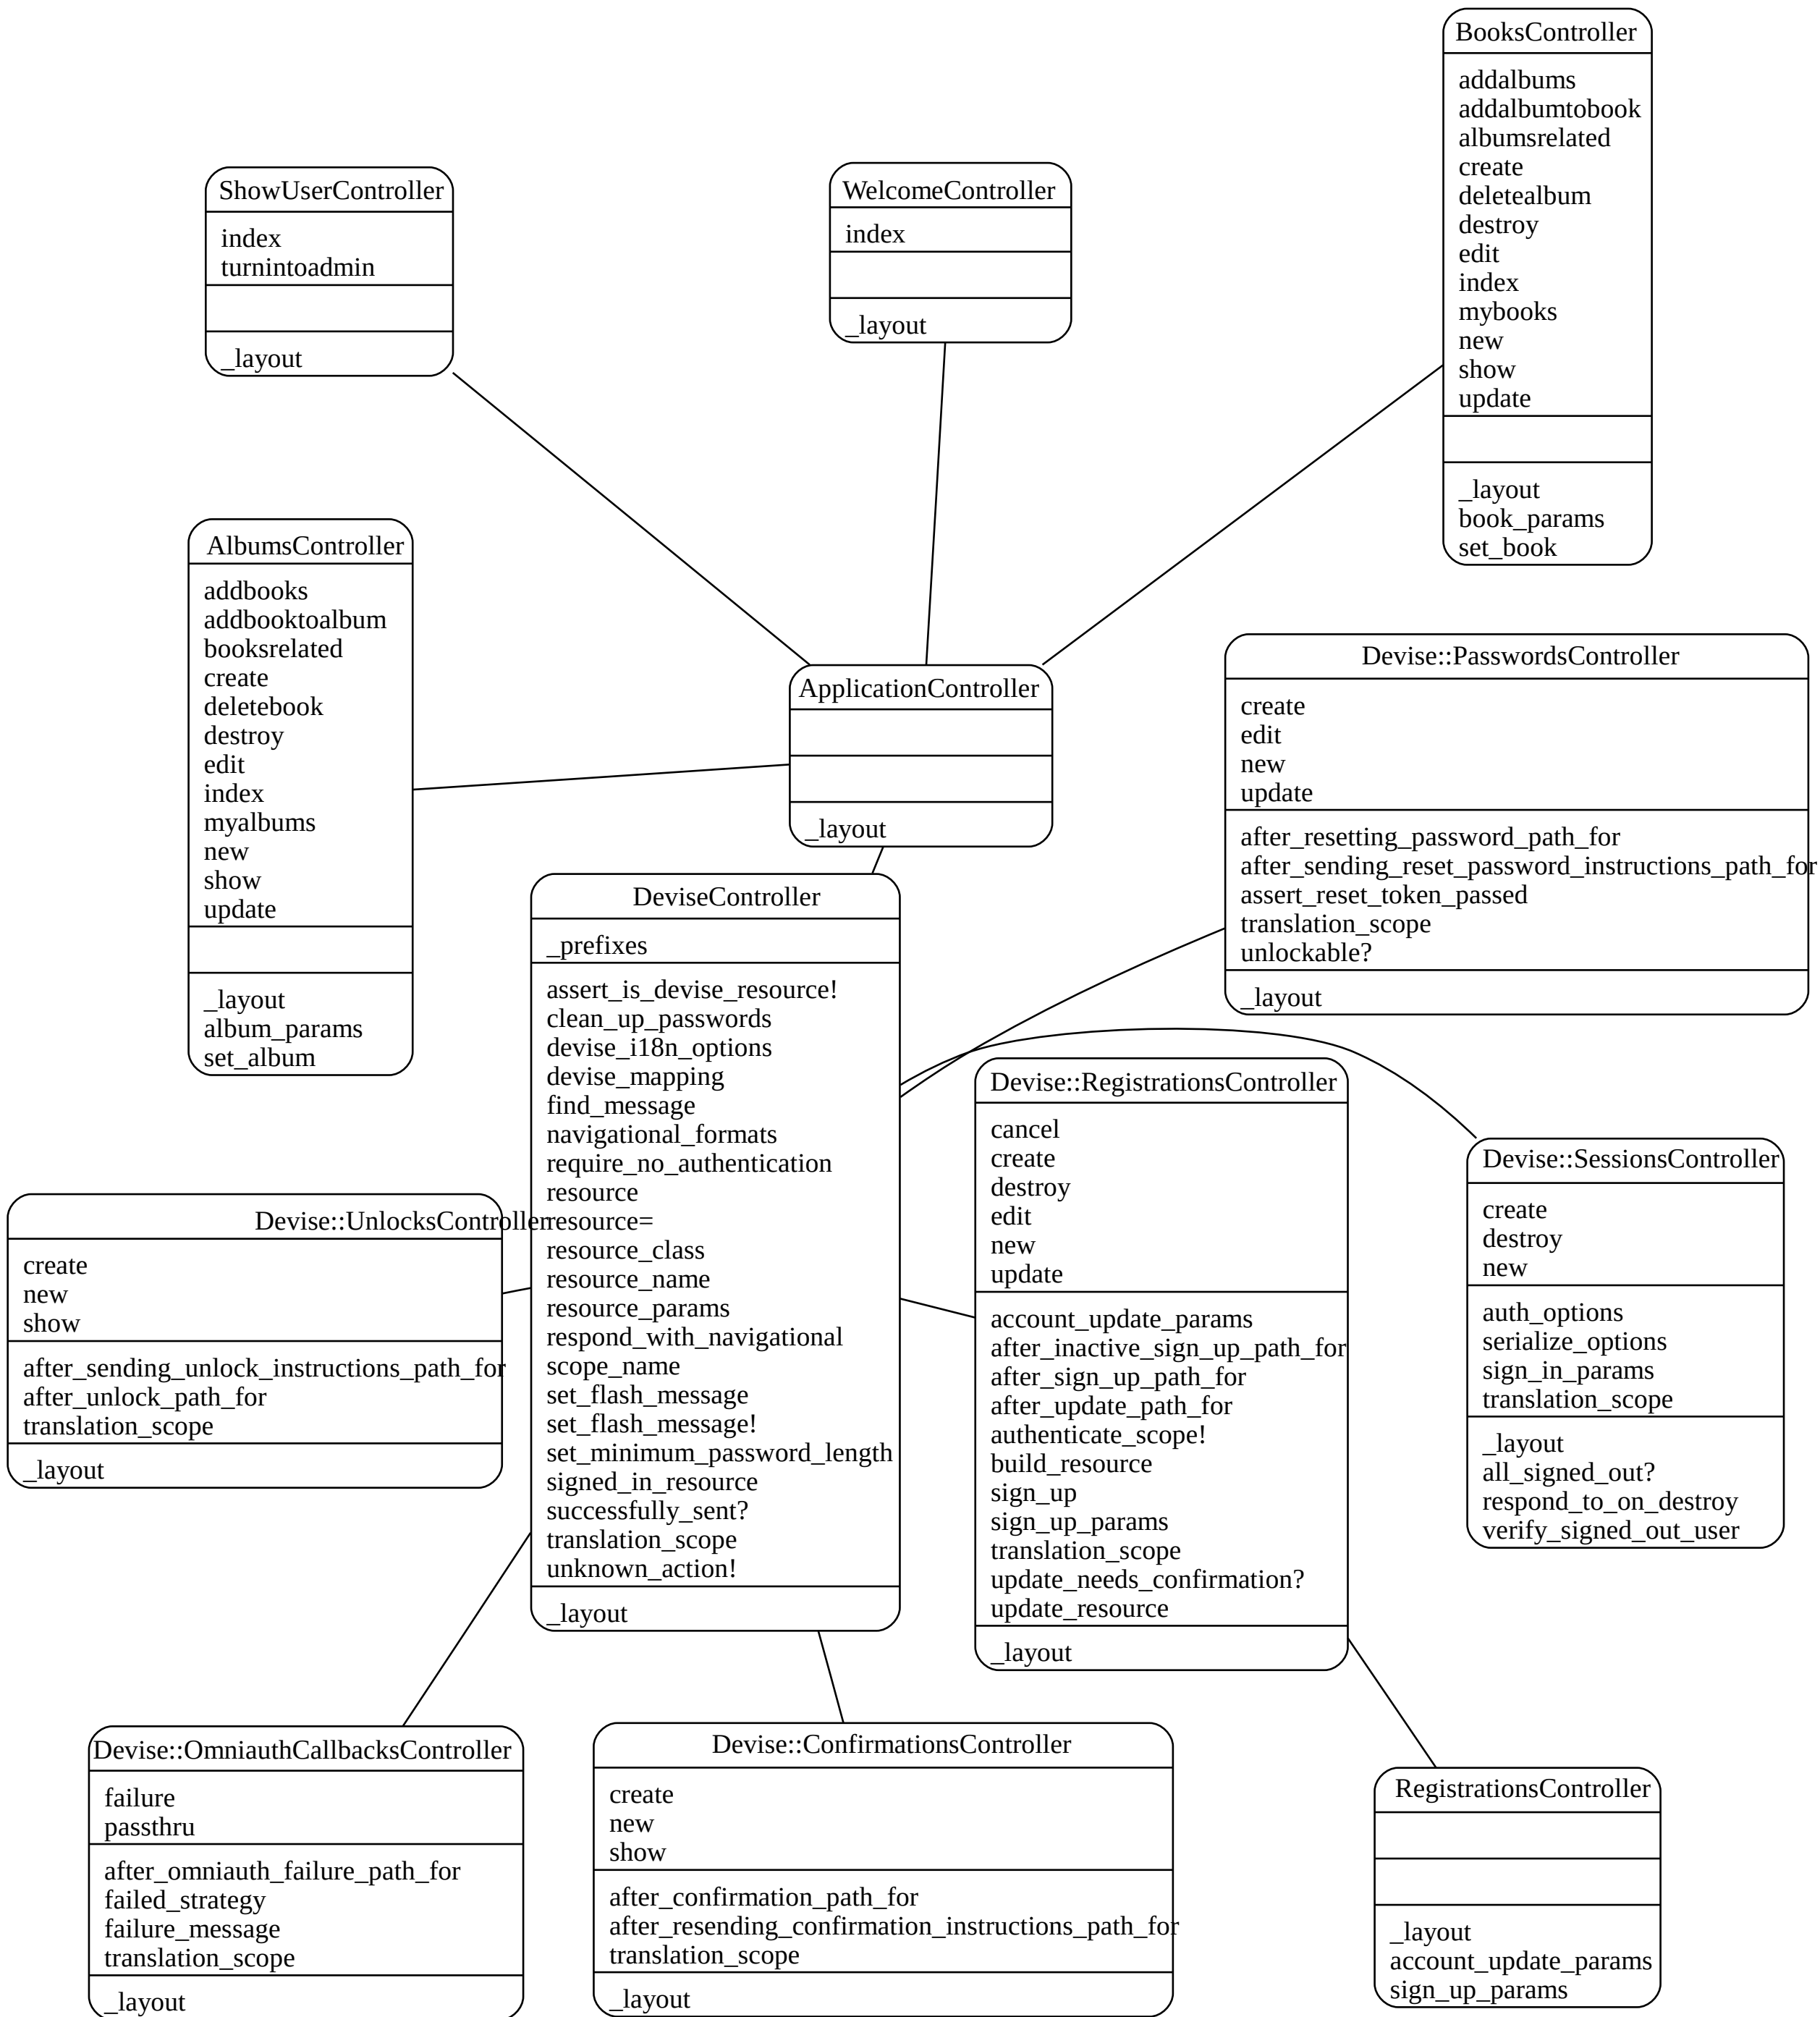 BooksController
addalbums
addalbumtobook
albumsrelated
create
deletealbum
destroy
edit
index
mybooks
new
show
update
_layout
book_params
set_book
ShowUserController
index
turnintoadmin
_layout
WelcomeController
index
_layout
AlbumsController
addbooks
addbooktoalbum
booksrelated
create
deletebook
destroy
edit
index
myalbums
new
show
update
_layout
album_params
set_album
ApplicationController
_layout
Devise::PasswordsController
create
edit
new
update
after_resetting_password_path_for
after_sending_reset_password_instructions_path_for
assert_reset_token_passed
translation_scope
unlockable?
_layout
DeviseController
_prefixes
assert_is_devise_resource!
clean_up_passwords
devise_i18n_options
devise_mapping
find_message
navigational_formats
require_no_authentication
resource
resource=
resource_class
resource_name
resource_params
respond_with_navigational
scope_name
set_flash_message
set_flash_message!
set_minimum_password_length
signed_in_resource
successfully_sent?
translation_scope
unknown_action!
_layout
Devise::RegistrationsController
cancel
create
destroy
edit
new
update
account_update_params
after_inactive_sign_up_path_for
after_sign_up_path_for
after_update_path_for
authenticate_scope!
build_resource
sign_up
sign_up_params
translation_scope
update_needs_confirmation?
update_resource
_layout
Devise::SessionsController
create
destroy
new
auth_options
serialize_options
sign_in_params
translation_scope
_layout
all_signed_out?
respond_to_on_destroy
verify_signed_out_user
Devise::UnlocksController
create
new
show
after_sending_unlock_instructions_path_for
after_unlock_path_for
translation_scope
_layout
Devise::OmniauthCallbacksController
failure
passthru
after_omniauth_failure_path_for
failed_strategy
failure_message
translation_scope
_layout
Devise::ConfirmationsController
create
new
show
after_confirmation_path_for
after_resending_confirmation_instructions_path_for
translation_scope
_layout
RegistrationsController
_layout
account_update_params
sign_up_params